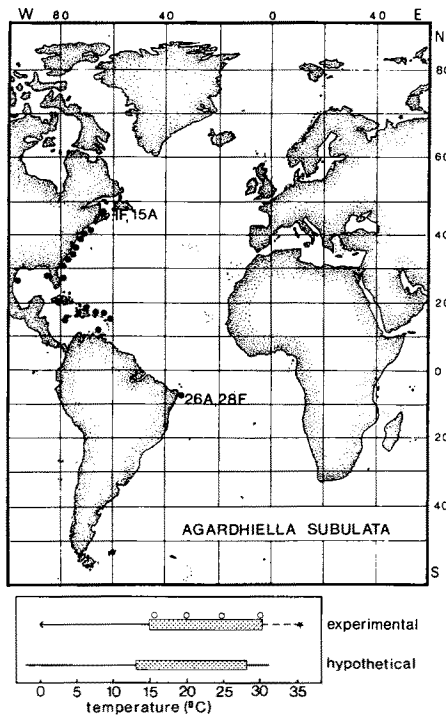 W 80 40 0 40 E
N
80
60
1F,15A
40
20
0
26A,28F
20
40
AGARDHIELLA SUBULATA
S
experimental
hypothetical
0 5 10 15 20 25 30 35
temperature (°C)